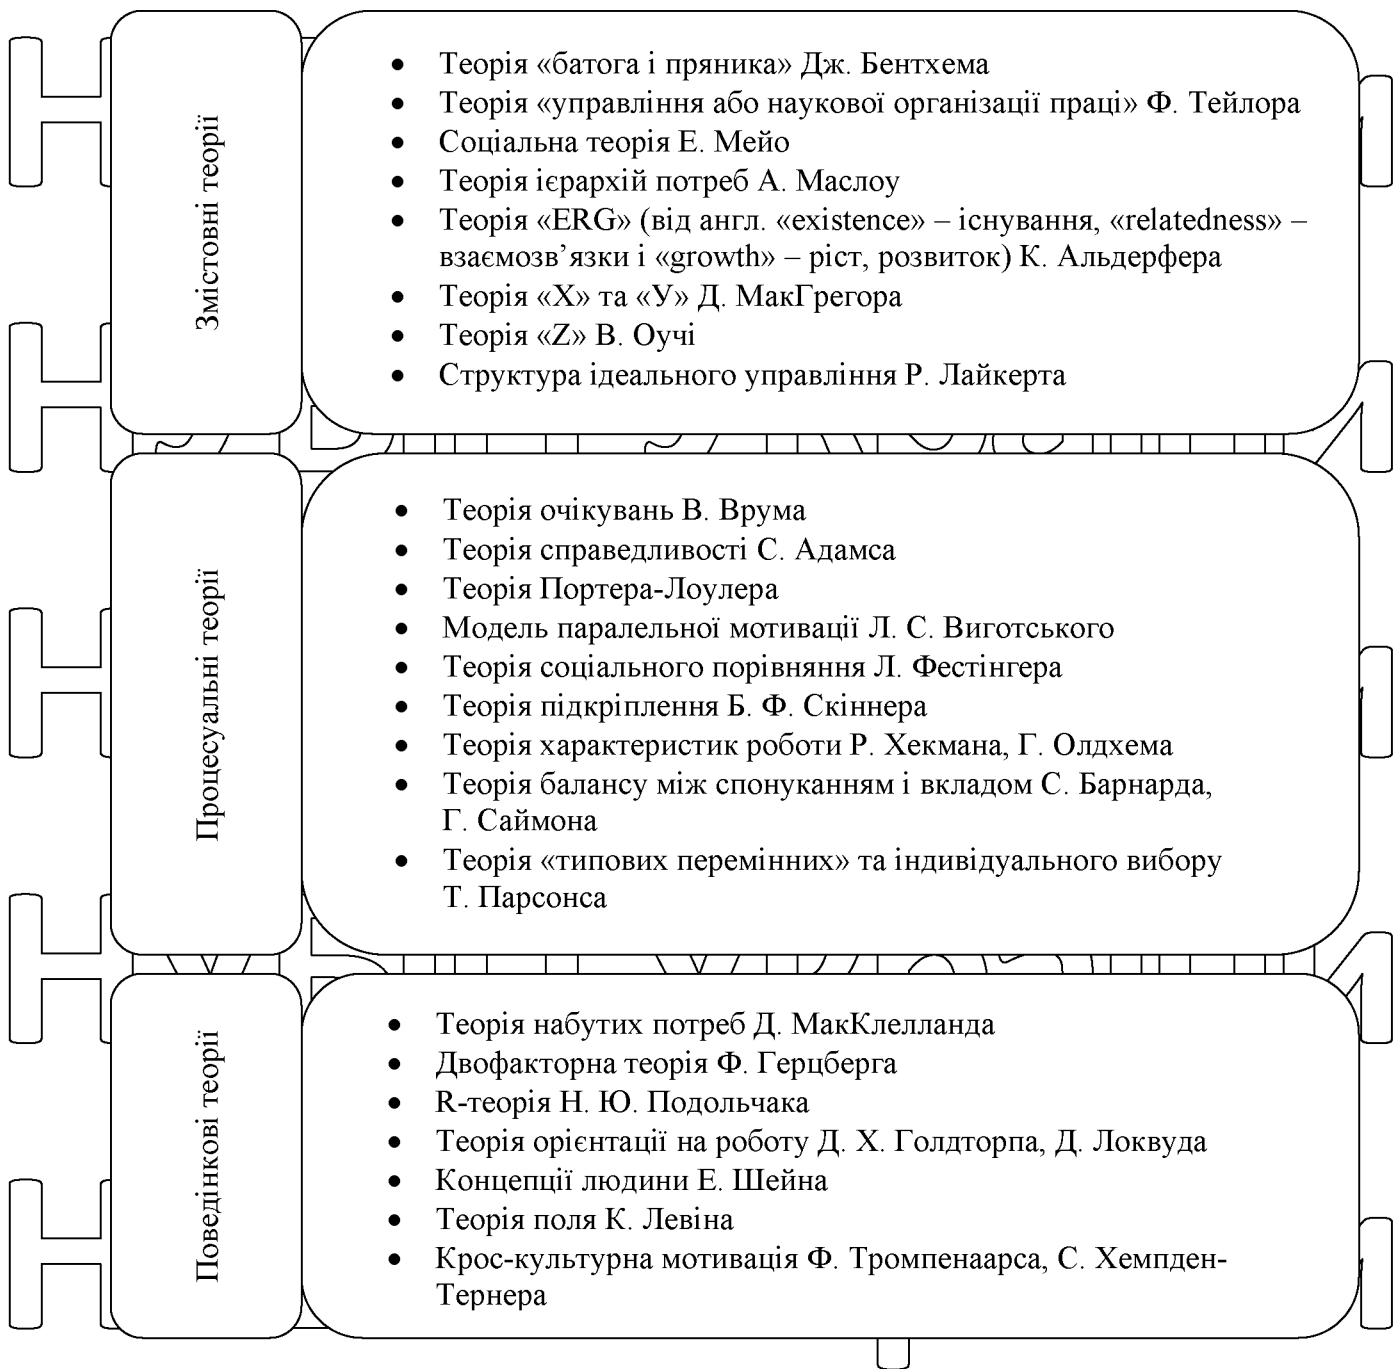 Змістовні теорії
Теорія «батога і пряника» Дж. Бентхема
Теорія «управління або наукової організації праці» Ф. Тейлора
Соціальна теорія Е. Мейо
Теорія ієрархій потреб А. Маслоу
Теорія «ERG» (від англ. «existence» – існування, «relatedness» –
взаємозв’язки і «growth» – ріст, розвиток) К. Альдерфера
Теорія «Х» та «У» Д. МакГрегора
Теорія «Z» В. Оучі
Структура ідеального управління Р. Лайкерта
Процесуальні теорії
Теорія очікувань В. Врума
Теорія справедливості С. Адамса
Теорія Портера-Лоулера
Модель паралельної мотивації Л. С. Виготського
Теорія соціального порівняння Л. Фестінгера
Теорія підкріплення Б. Ф. Скіннера
Теорія характеристик роботи Р. Хекмана, Г. Олдхема
Теорія балансу між спонуканням і вкладом С. Барнарда,
Г. Саймона
Теорія «типових перемінних» та індивідуального вибору
Т. Парсонса
Поведінкові теорії
Теорія набутих потреб Д. МакКлелланда
Двофакторна теорія Ф. Герцберга
R-теорія Н. Ю. Подольчака
Теорія орієнтації на роботу Д. Х. Голдторпа, Д. Локвуда
Концепції людини Е. Шейна
Теорія поля К. Левіна
Крос-культурна мотивація Ф. Тромпенаарса, С. Хемпден-
Тернера